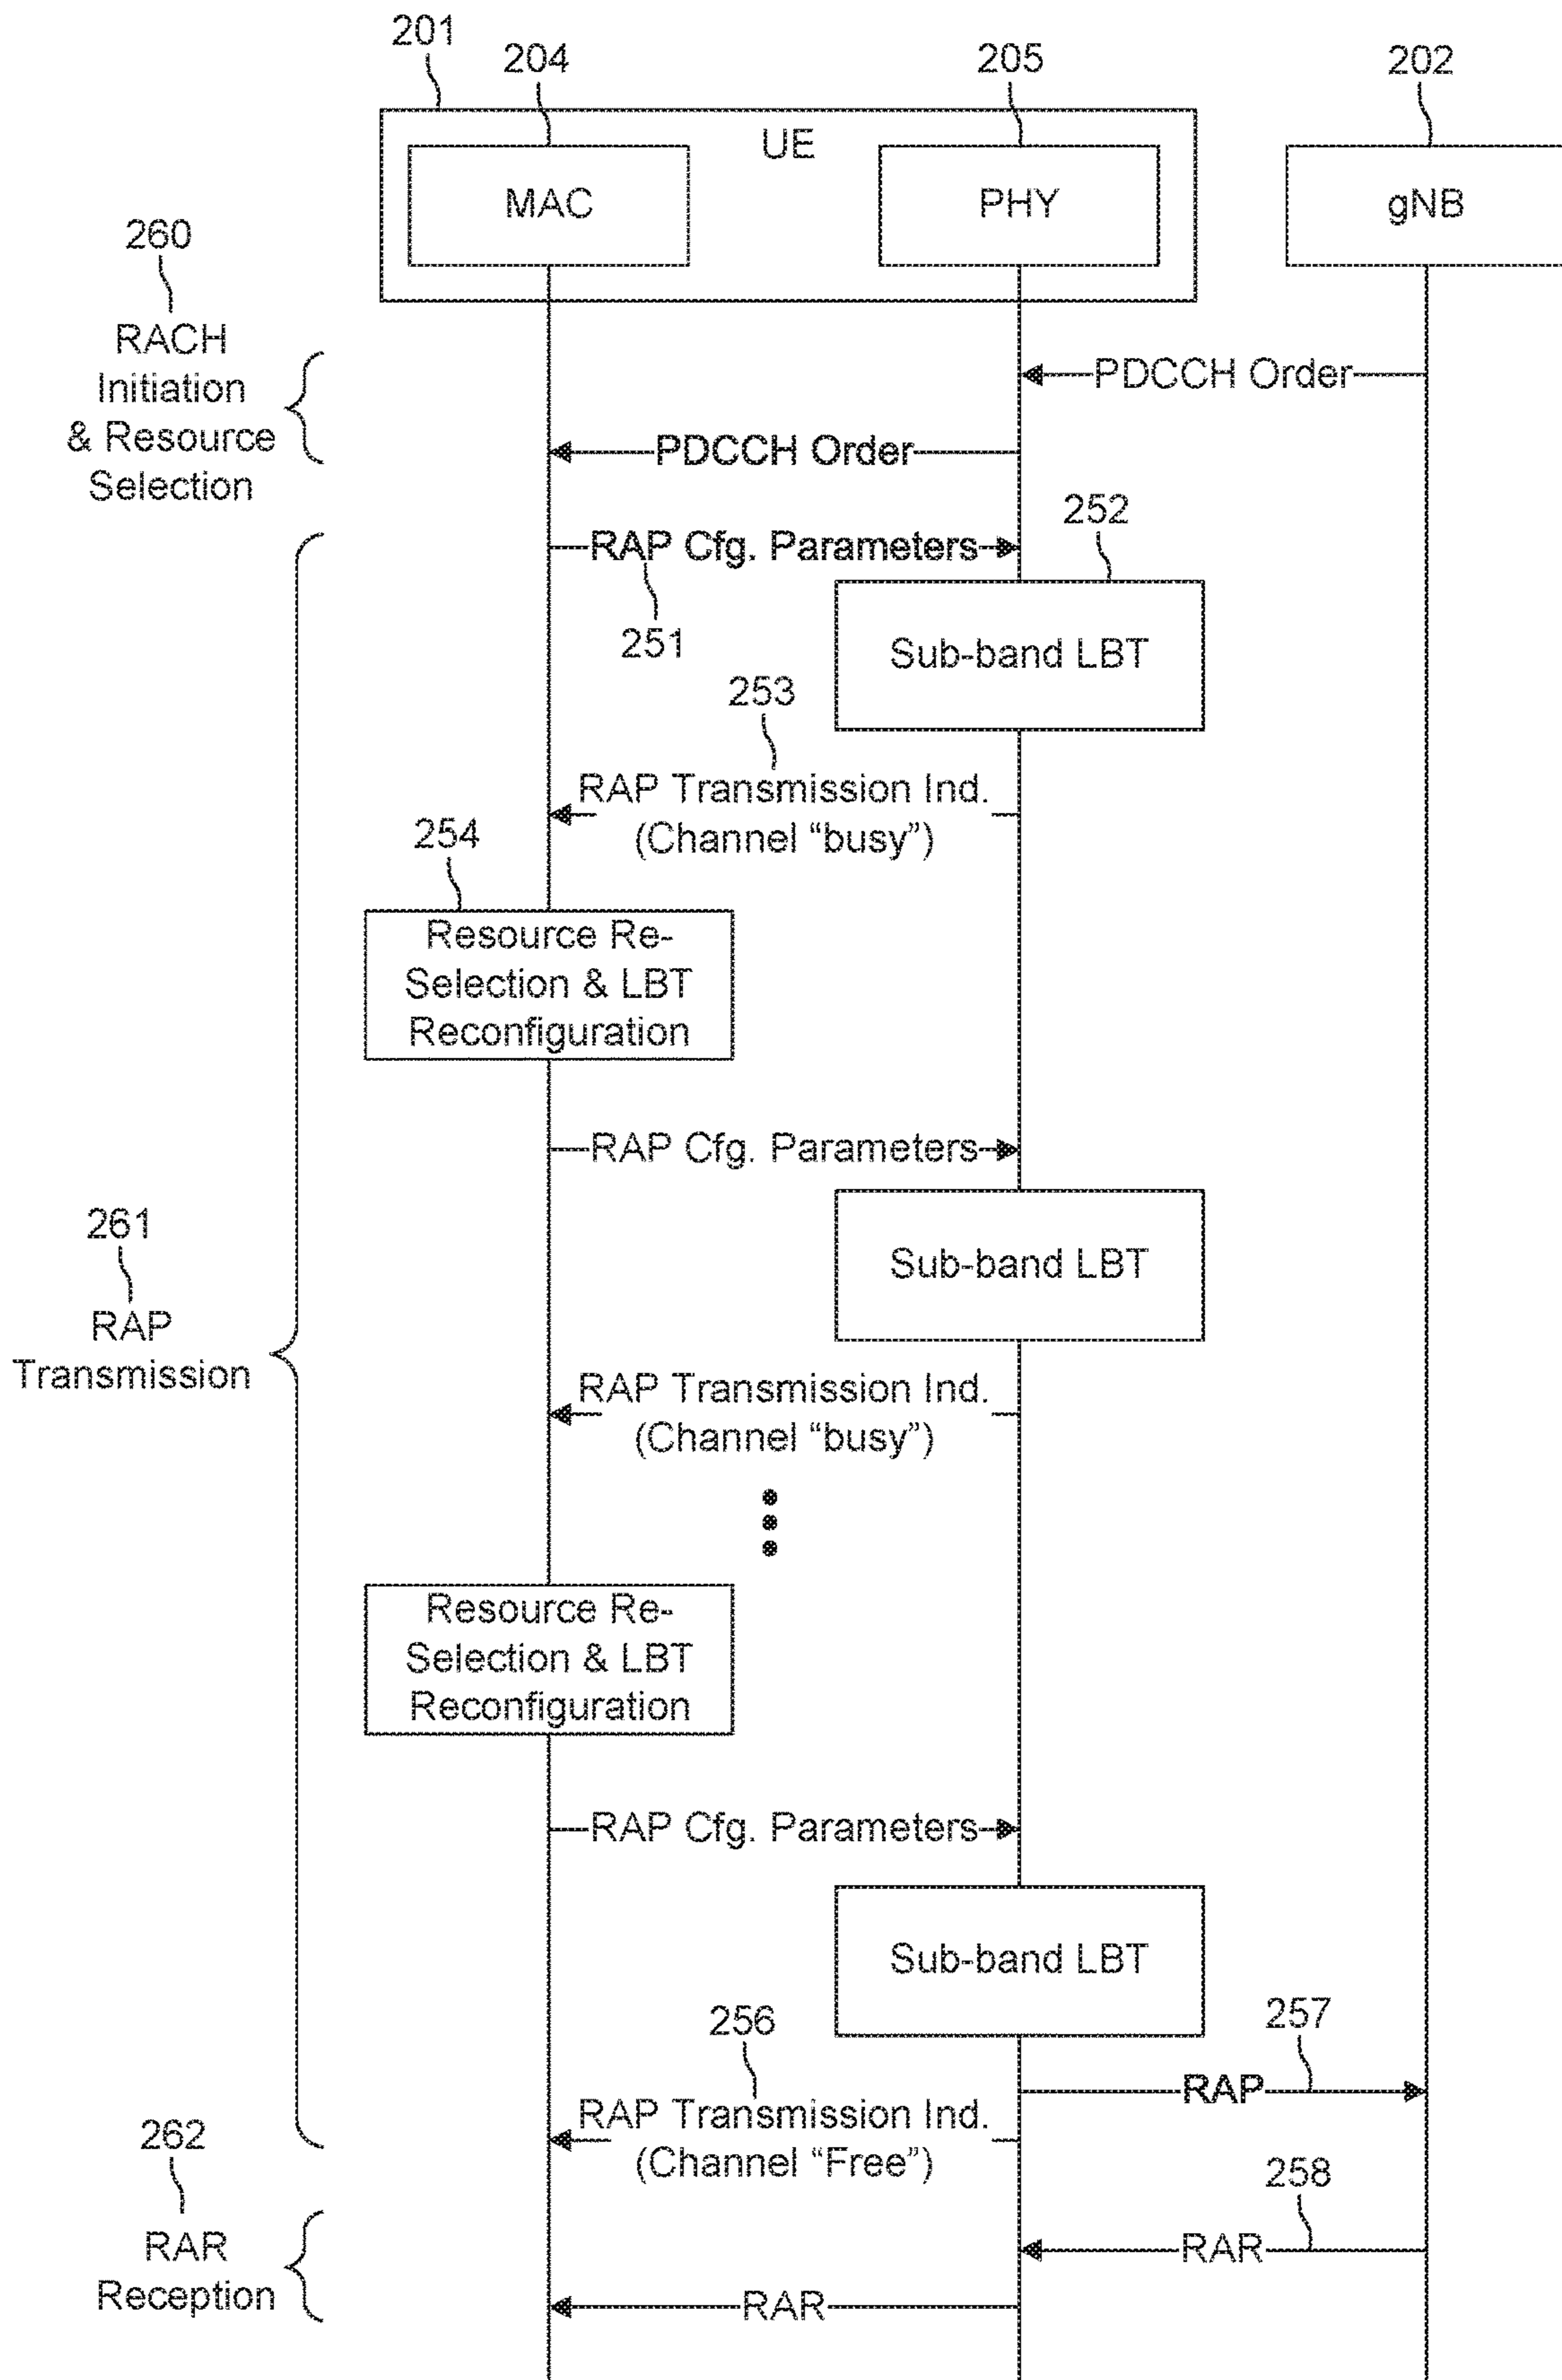 201
204
205
202
UE
MAC
PHY
gNB
260
RACH
Initiation
& Resource
Selection
PDCCH Order
PDCCH Order
RAP Cfg. Parameters
251
252
Sub-band LBT
253
RAP Transmission Ind.
(Channel “busy”)
254
Resource Re-
Selection & LBT
Reconfiguration
RAP Cfg. Parameters
Sub-band LBT
261
RAP
Transmission
RAP Transmission Ind.
(Channel “busy”)
Resource Re-
Selection & LBT
Reconfiguration
RAP Cfg. Parameters
Sub-band LBT
257
RAP
256
RAP Transmission Ind.
(Channel “Free”)
262
RAR
Reception
258
RAR
RAR